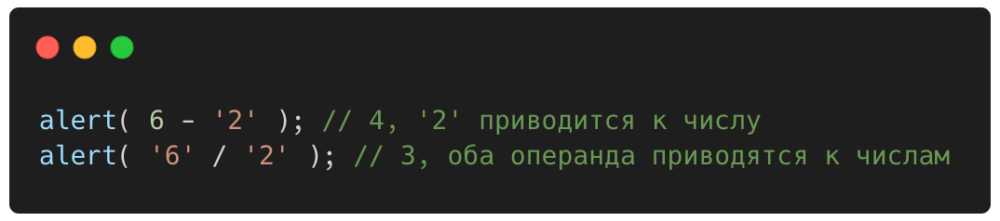 alert( 6 - '2' ); // 4, '2' приводится к числу
alert( '6' / '2' ); // 3, оба операнда приводятся к числам